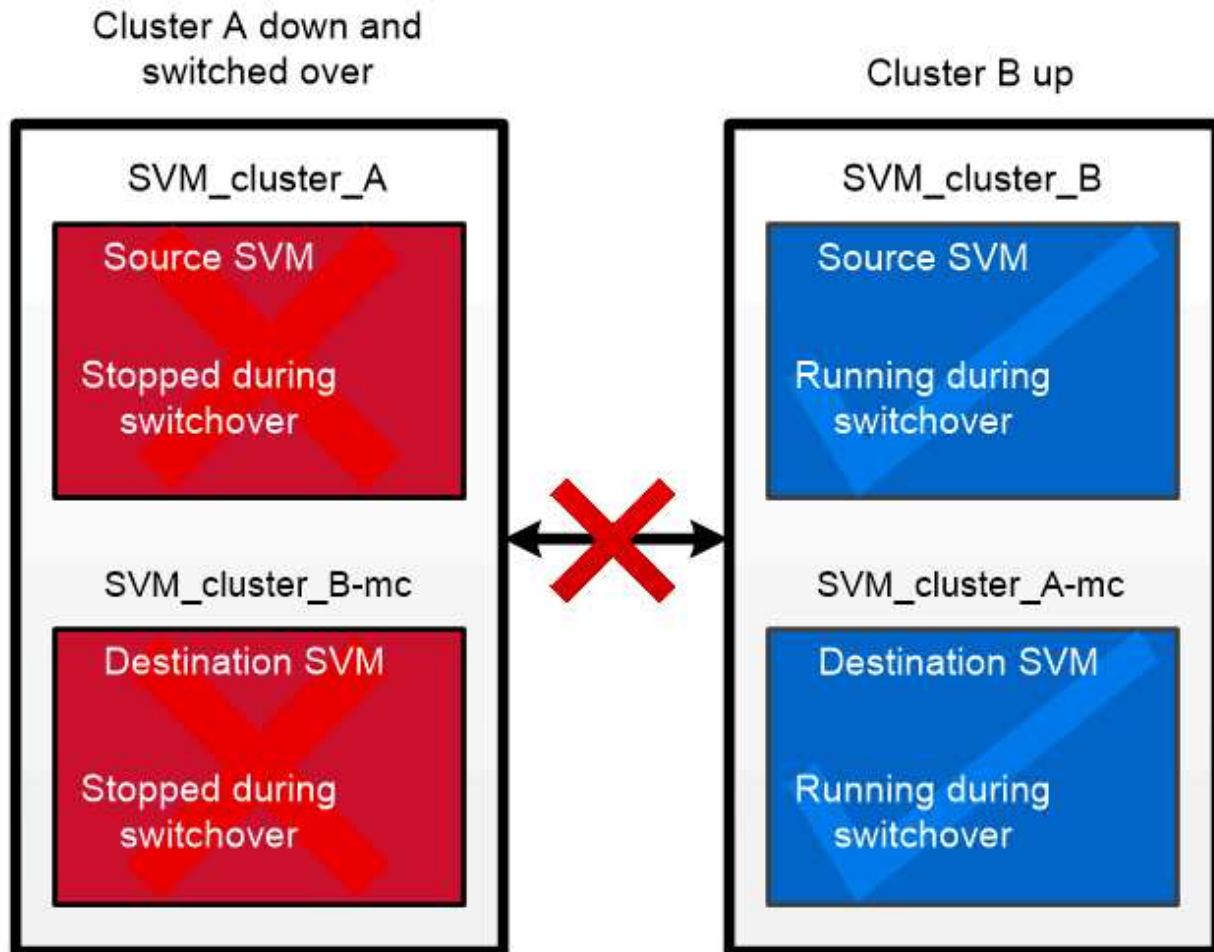 Cluster A down and
switched over
SVM_cluster_A
Source SVM
Stopped during
switchover
SVM_cluster_B-mc
Destination SVM
Stopped during
switchover
Cluster B up
SVM_cluster_B
Source SVM
Running during
switchover
SVM_cluster_A-mc
Destination SVM
Running during
switchover